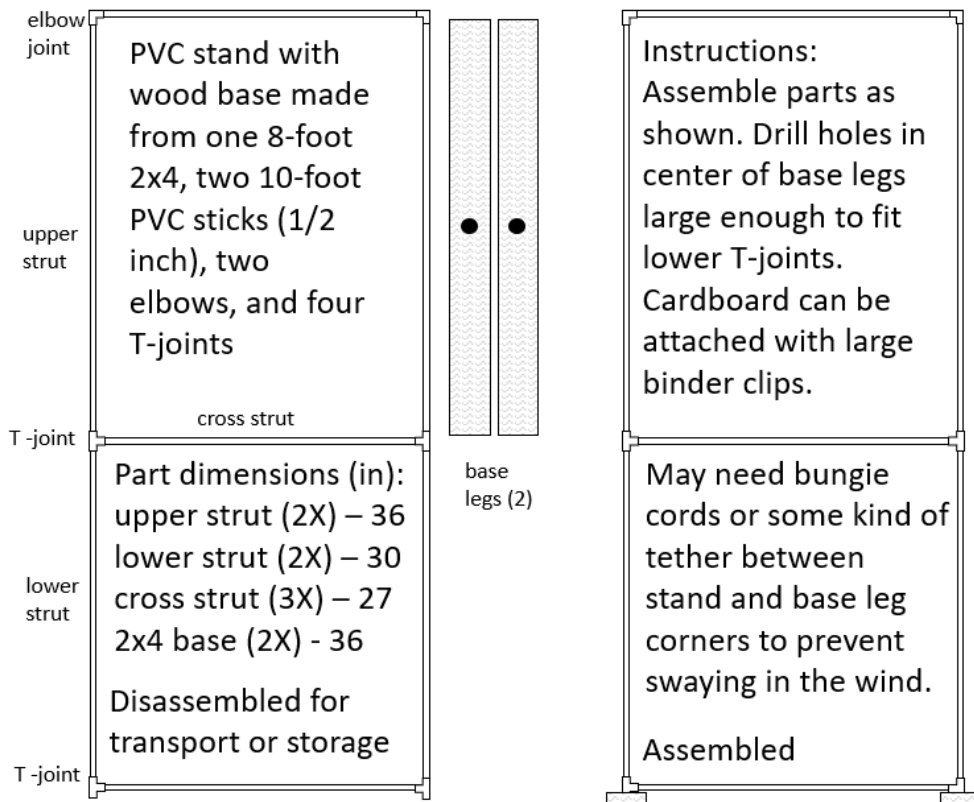 elbow
joint
PVC stand with
wood base made
from one 8-foot
2x4, two 10-foot
PVC sticks (1/2
inch), two
elbows, and four
T-joints
upper
strut
cross strut
T -joint
Part dimensions (in):
upper strut (2X) – 36
lower strut (2X) – 30
cross strut (3X) – 27
2x4 base (2X) - 36
lower
strut
Disassembled for
transport or storage
T -joint
base
legs (2)
Instructions:
Assemble parts as
shown. Drill holes in
center of base legs
large enough to fit
lower T-joints.
Cardboard can be
attached with large
binder clips.
May need bungie
cords or some kind of
tether between
stand and base leg
corners to prevent
swaying in the wind.
Assembled